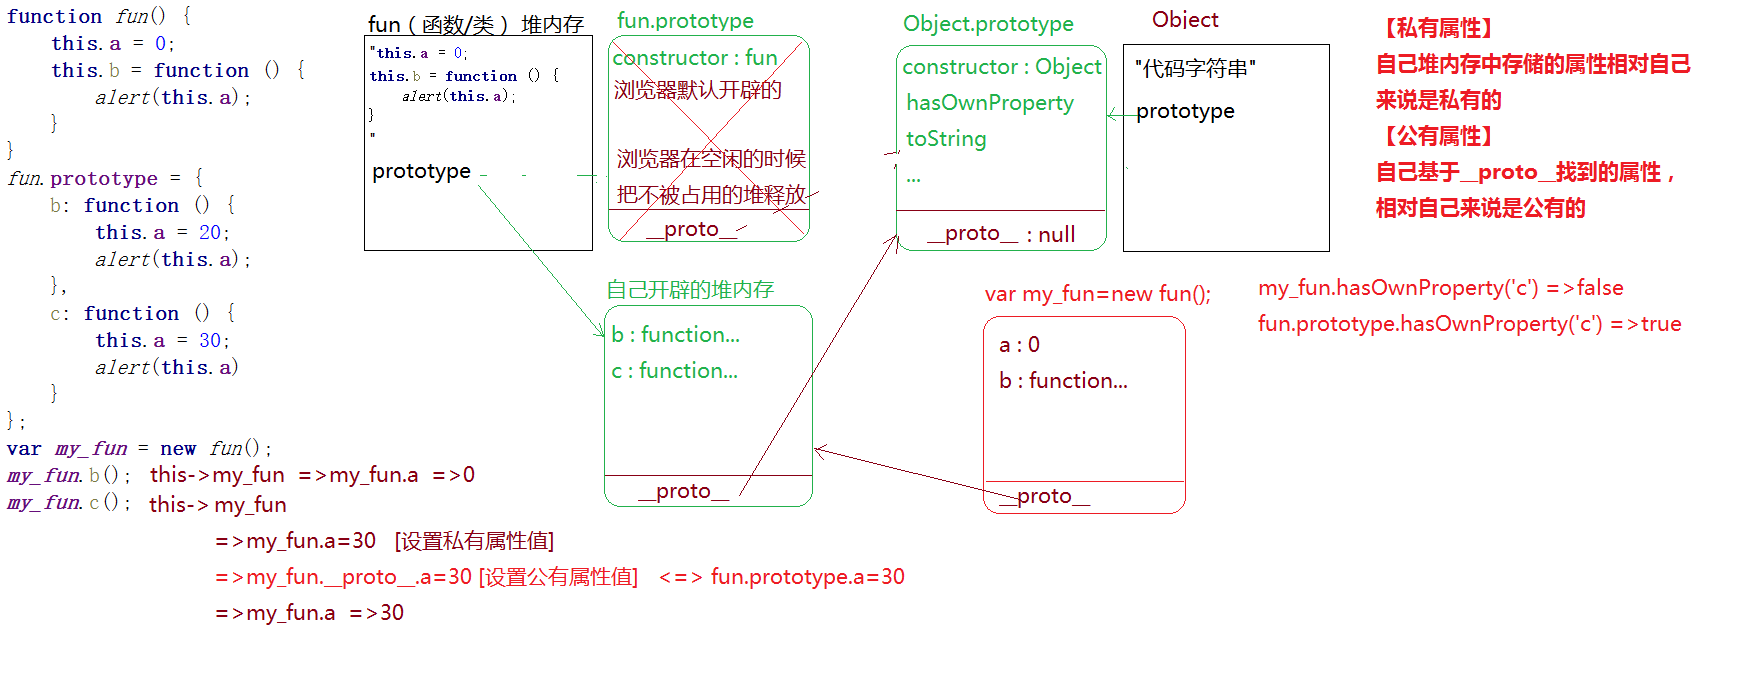 function fun() {
    this.a = 0;
    this.b = function () {
        alert(this.a);
    }
}
fun.prototype = {
    b: function () {
        this.a = 20;
        alert(this.a);
    },
    c: function () {
        this.a = 30;
        alert(this.a)
    }
};
var my_fun = new fun();
my_fun.b(); this->my_fun =>my_fun.a =>0
my_fun.c(); this->my_fun
=>my_fun.a=30 [设置私有属性值]
=>my_fun.__proto__.a=30 [设置公有属性值] <=> fun.prototype.a=30
=>my_fun.a =>30
fun（函数/类）堆内存
"this.a = 0;
this.b = function () {
    alert(this.a);
}
"
prototype
fun.prototype
constructor : fun
浏览器默认开辟的
浏览器在空闲的时候
把不被占用的堆释放
__proto__
自己开辟的堆内存
b : function...
c : function...
__proto__
Object.prototype
constructor : Object
hasOwnProperty
toString
...
__proto__ : null
Object
"代码字符串"
prototype
var my_fun=new fun();
a : 0
b : function...
__proto__
【私有属性】
自己堆内存中存储的属性相对自己
来说是私有的
【公有属性】
自己基于__proto__找到的属性，
相对自己来说是公有的
my_fun.hasOwnProperty('c') =>false
fun.prototype.hasOwnProperty('c') =>true